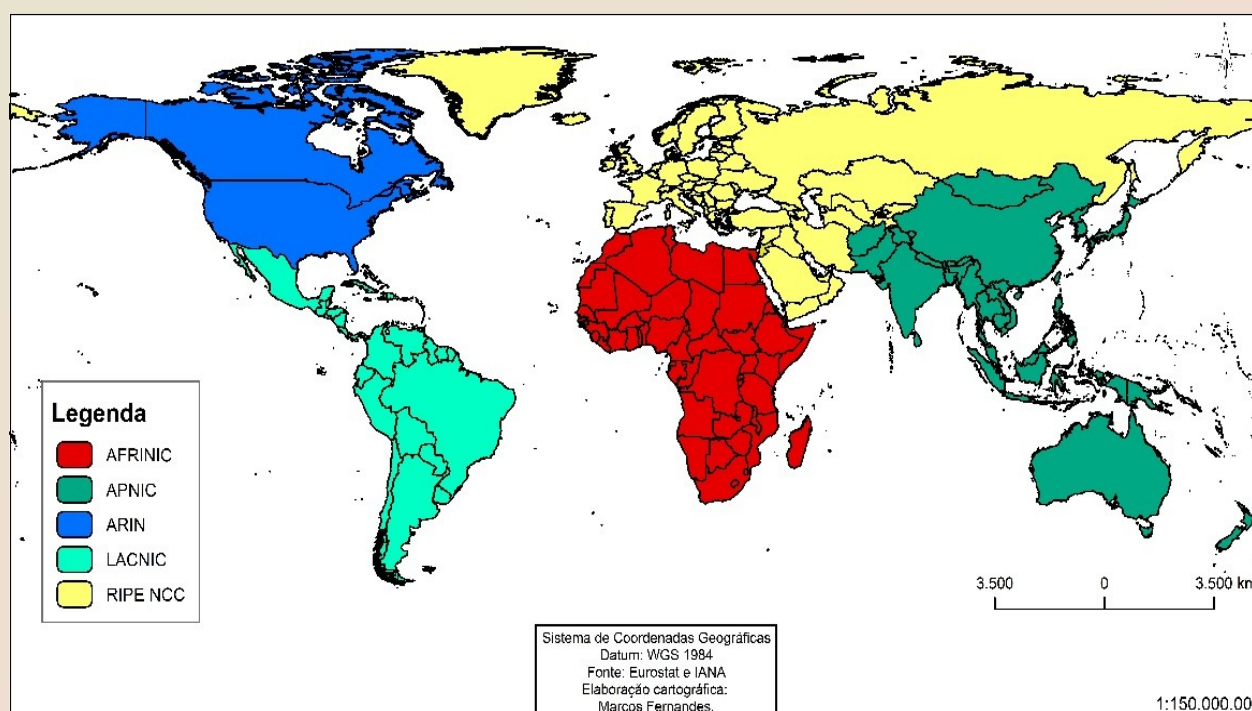 Legenda
AFRINIC
APNIC
ARIN
LACNIC
RIPE NCC
3.500 0 3.500 km
Sistema de Coordenadas Geográficas
Datum: WGS 1984
Fonte: Eurostat e IANA
Elaboração cartográfica:
Marcos Fernandes.
1:150.000.00